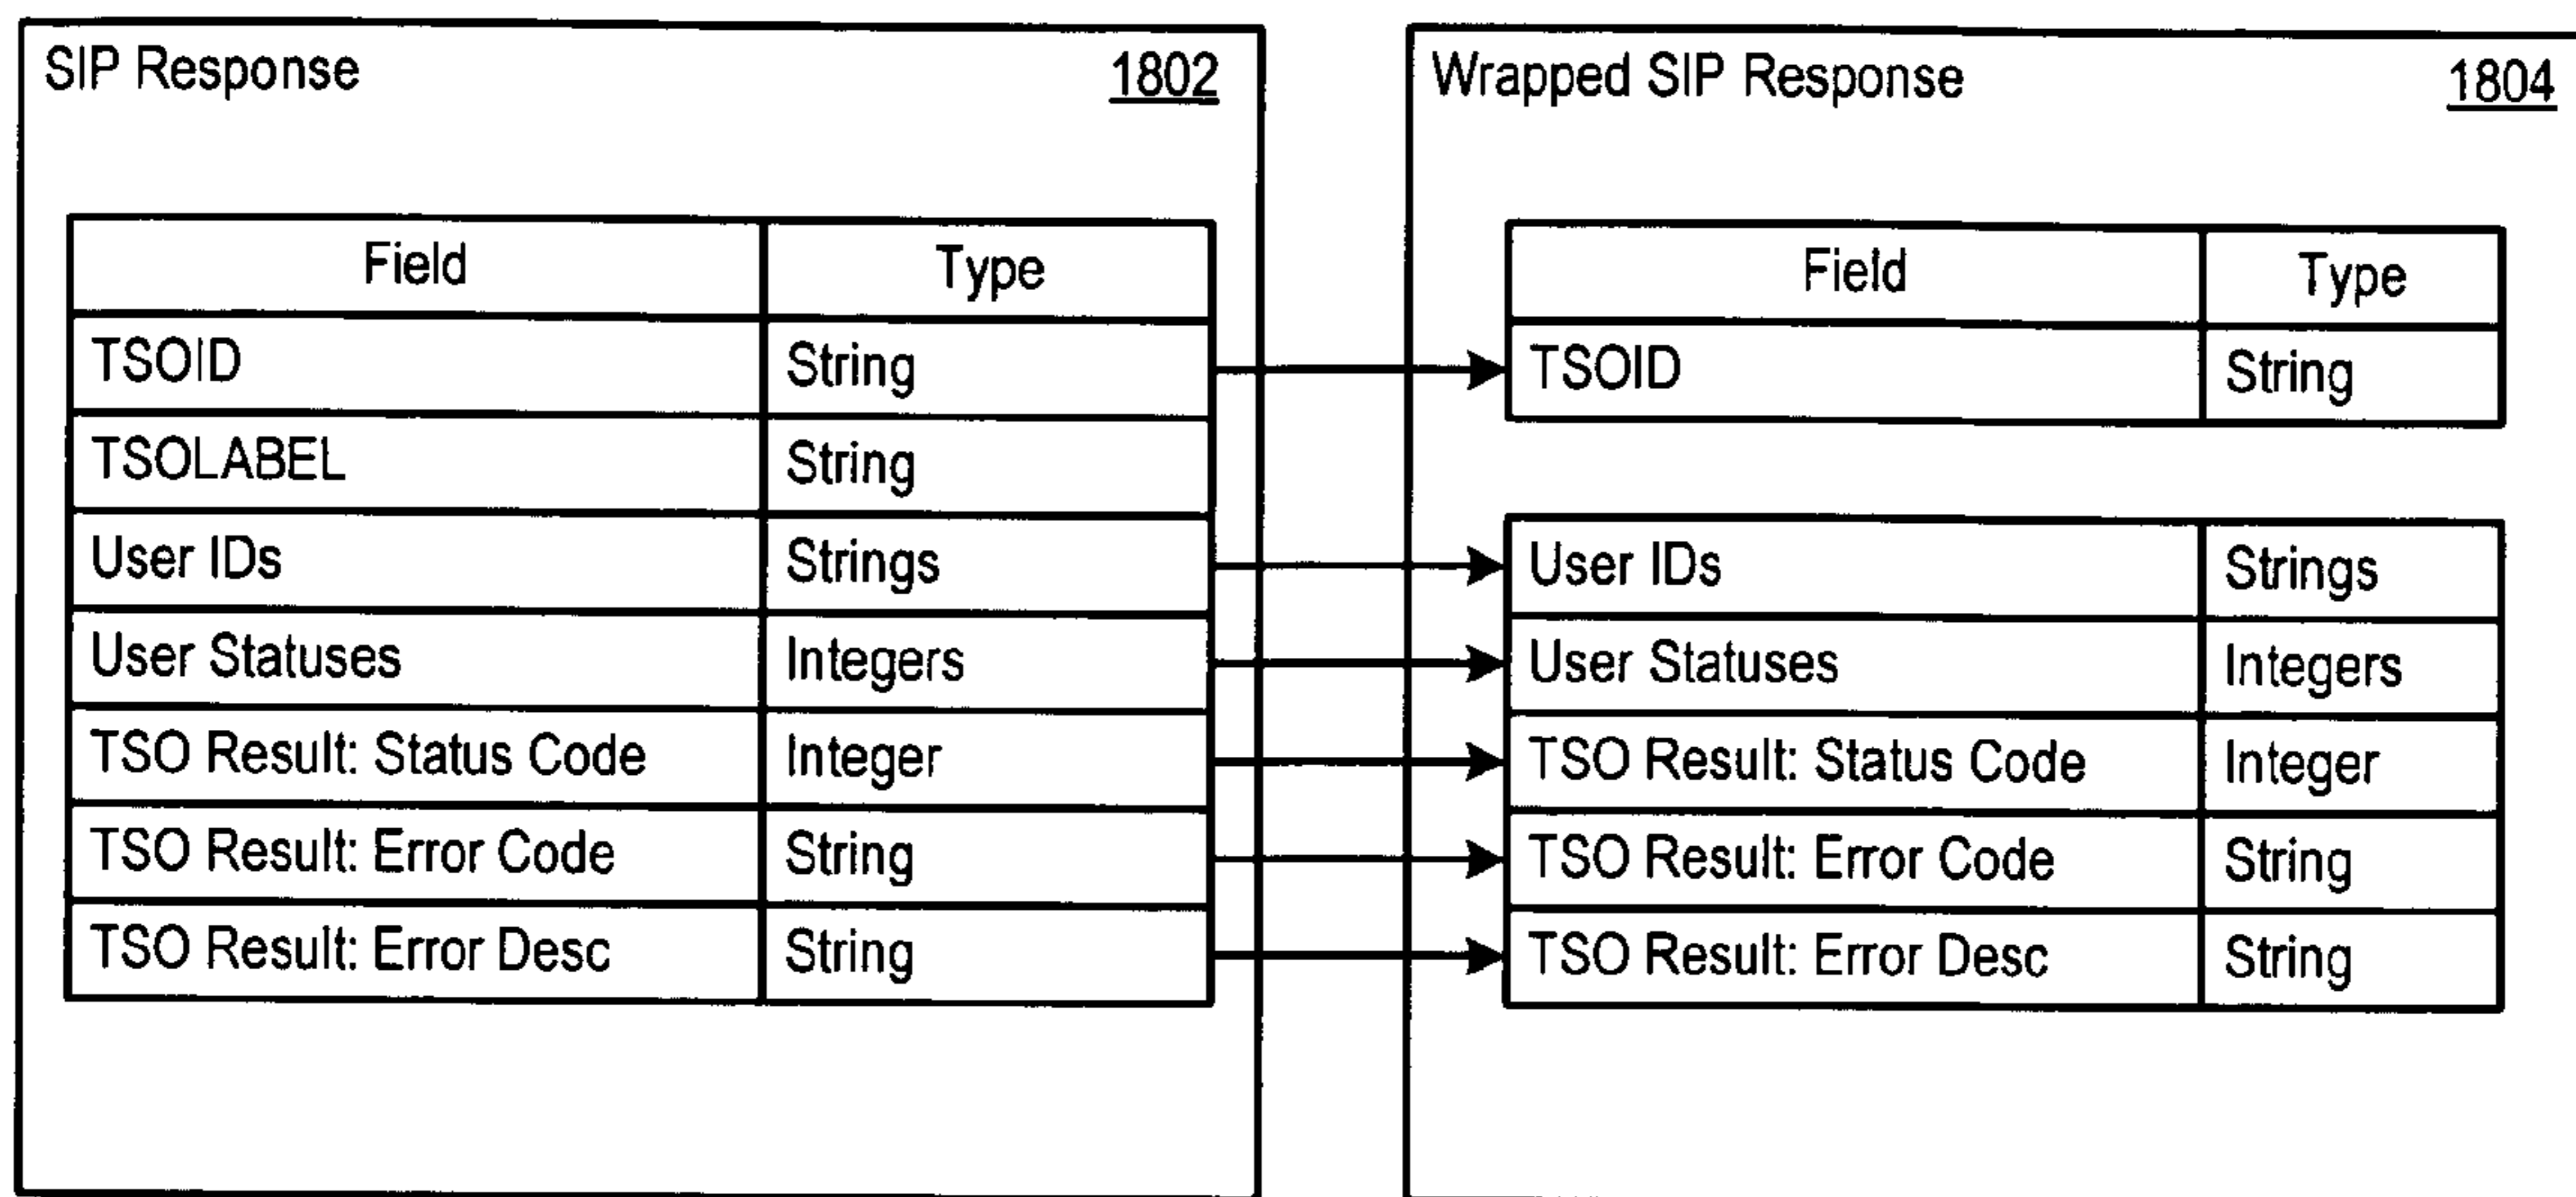 SIP Response 1802
Field Type
TSOID String
TSOLABEL String
User IDs Strings
User Statuses Integers
TSO Result: Status Code Integer
TSO Result: Error Code String
TSO Result: Error Desc String
Wrapped SIP Response 1804
Field Type
TSOID String
User IDs Strings
User Statuses Integers
TSO Result: Status Code Integer
TSO Result: Error Code String
TSO Result: Error Desc String